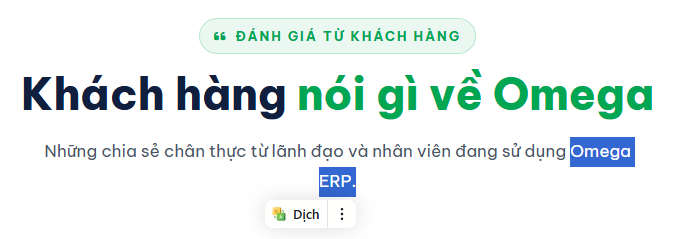 ❝ ĐÁNH GIÁ TỪ KHÁCH HÀNG
Khách hàng nói gì về Omega
Những chia sẻ chân thực từ lãnh đạo và nhân viên đang sử dụng Omega
ERP.
Dịch